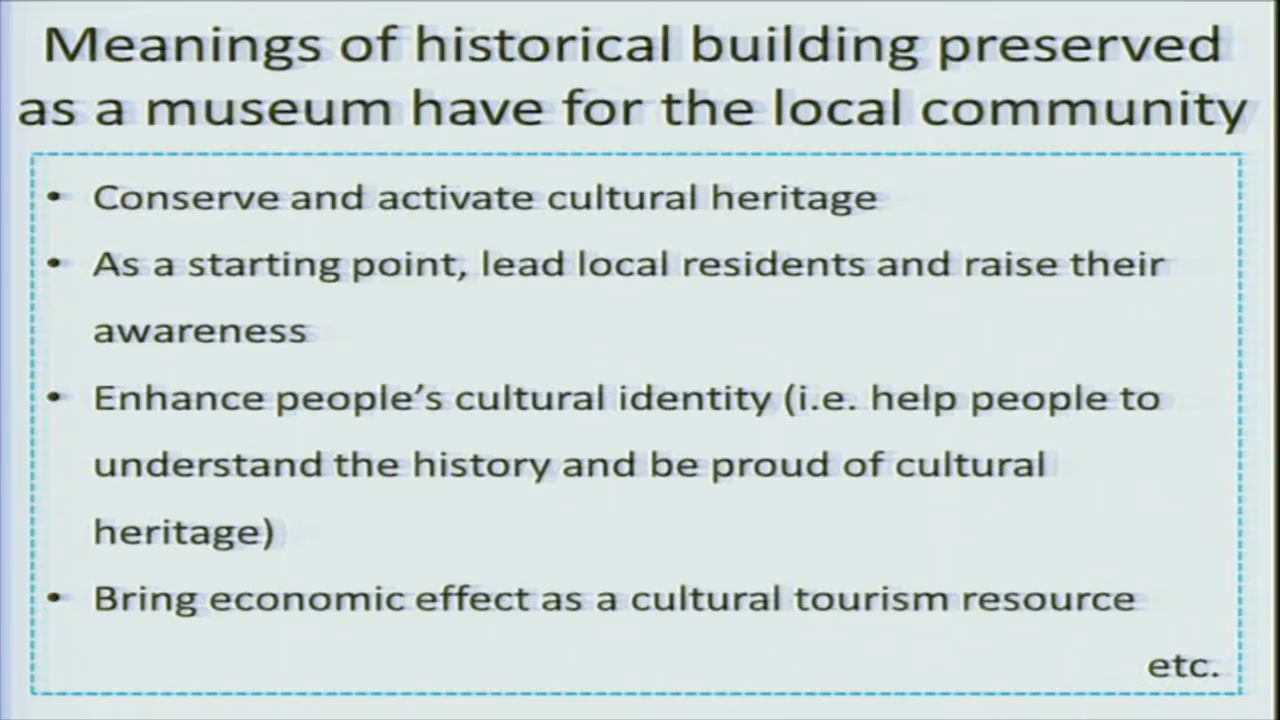 Meanings of historical building preserved
as a museum have for the local community
• Conserve and activate cultural heritage
• As a starting point, lead local residents and raise their
awareness
• Enhance people’s cultural identity (i.e. help people to
understand the history and be proud of cultural
heritage)
• Bring economic effect as a cultural tourism resource
etc.